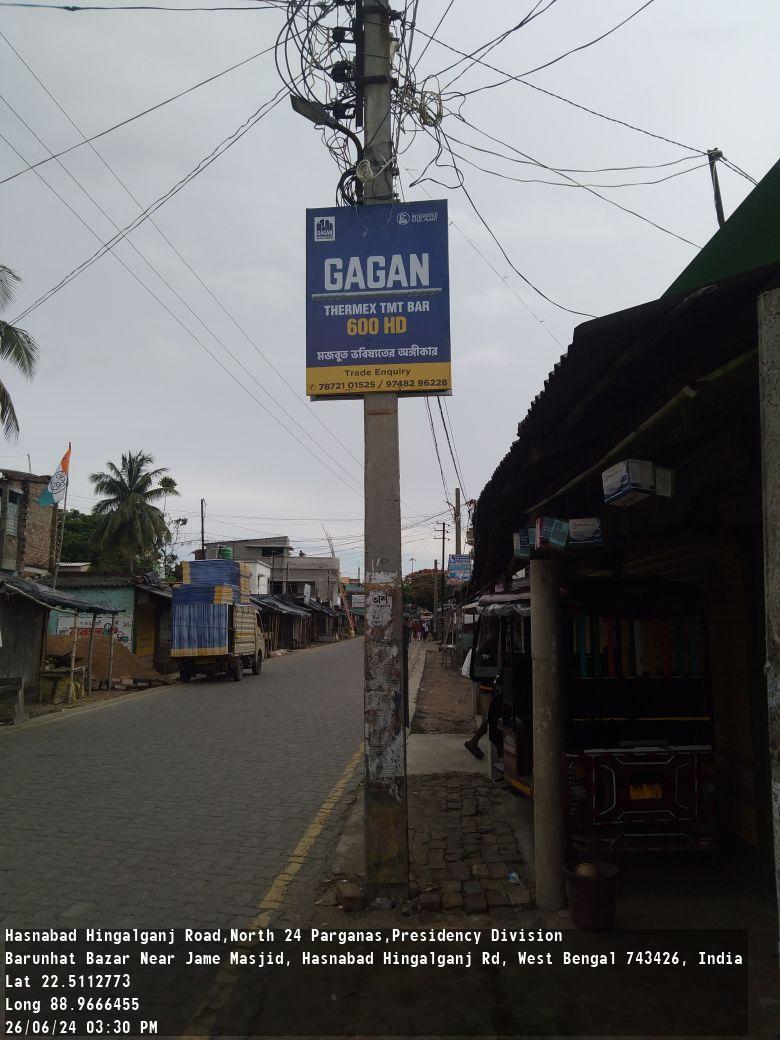 GAGAN
INTEGRATED
STEEL PLANT
GAGAN
THERMEX TMT BAR
600 HD
মজবুত ভবিষ্যতের অঙ্গীকার
Trade Enquiry
78721 01525 / 97482 96228
Hasnabad Hingalganj Road,North 24 Parganas,Presidency Division
Barunhat Bazar Near Jame Masjid, Hasnabad Hingalganj Rd, West Bengal 743426, India
Lat 22.5112773
Long 88.9666455
26/06/24 03:30 PM